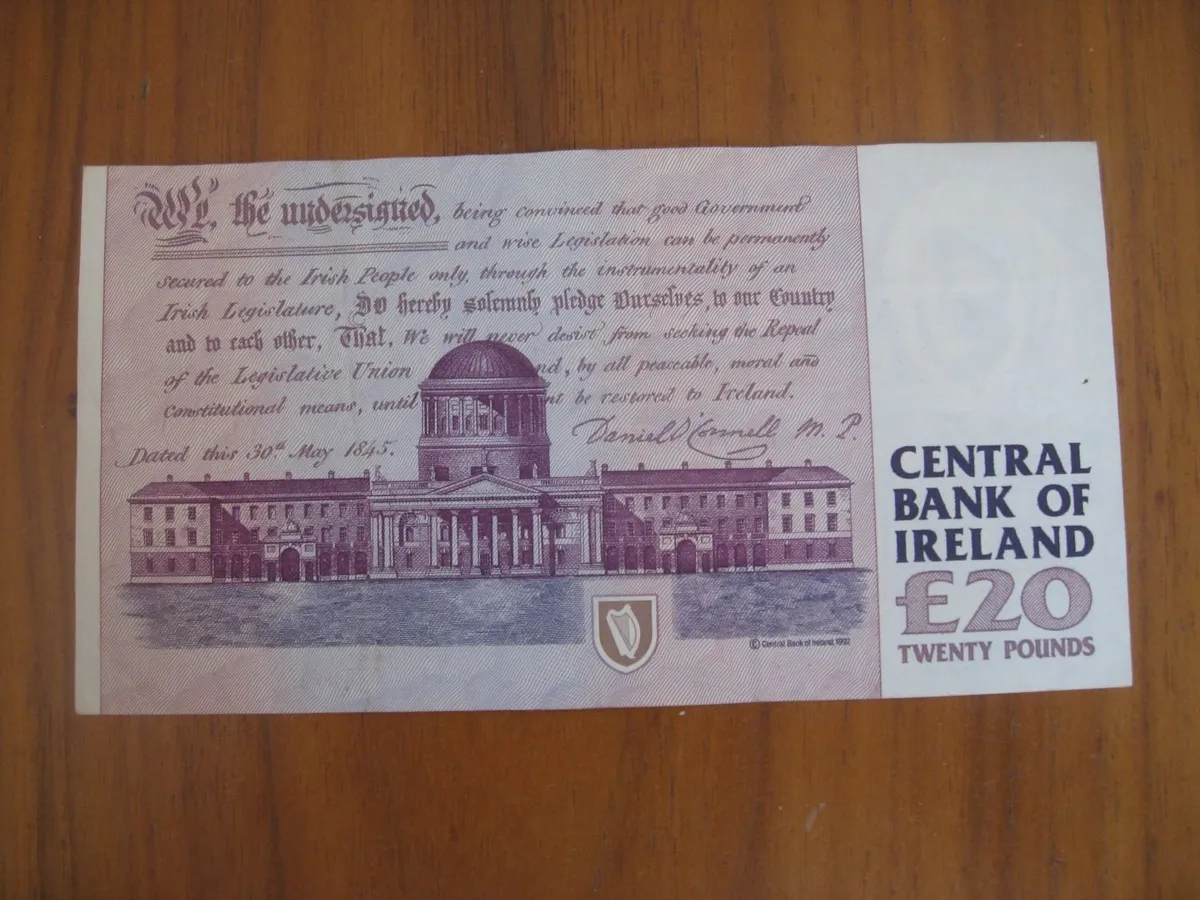 We, the undersigned, being convinced that good Government
and wise Legislation can be permanently
secured to the Irish People only, through the instrumentality of an
Irish Legislature, Do hereby solemnly pledge Ourselves, to our Country
and to each other, That, We will never desist from seeking the Repeal
of the Legislative Union nd, by all peaceable, moral and
Constitutional means, until nt be restored to Ireland.
Dated this 30th May 1845.
Daniel O'Connell M.P.
© Central Bank of Ireland 1992
CENTRAL
BANK OF
IRELAND
£20
TWENTY POUNDS